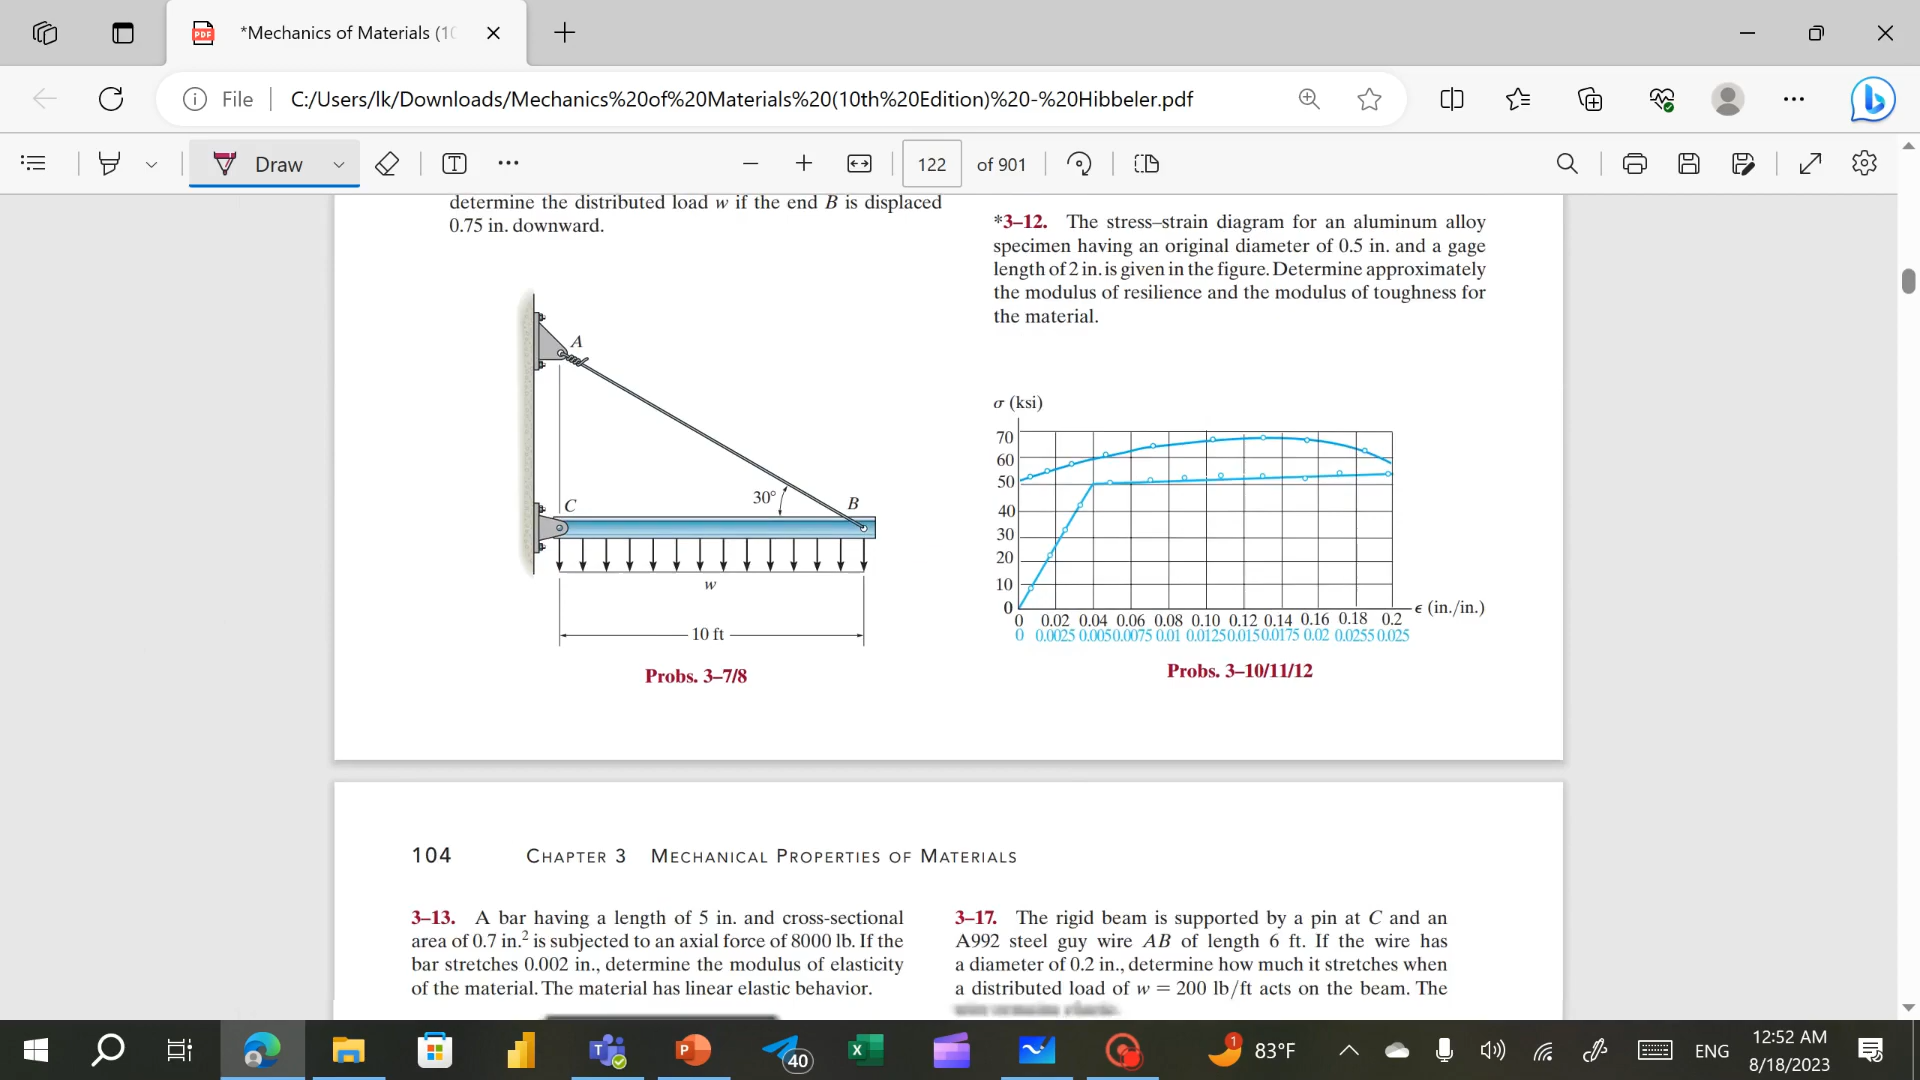 *Mechanics of Materials (10
File
C:/Users/lk/Downloads/Mechanics%20of%20Materials%20(10th%20Edition)%20-%20Hibbeler.pdf
Draw
122 of 901
determine the distributed load w if the end B is displaced
0.75 in. downward.
A
C
30°
B
w
10 ft
Probs. 3–7/8
*3–12. The stress–strain diagram for an aluminum alloy
specimen having an original diameter of 0.5 in. and a gage
length of 2 in. is given in the figure. Determine approximately
the modulus of resilience and the modulus of toughness for
the material.
σ (ksi)
70
60
50
40
30
20
10
0
ϵ (in./in.)
0 0.02 0.04 0.06 0.08 0.10 0.12 0.14 0.16 0.18 0.2
0 0.0025 0.005 0.0075 0.01 0.0125 0.015 0.0175 0.02 0.0255 0.025
Probs. 3–10/11/12
104 CHAPTER 3 MECHANICAL PROPERTIES OF MATERIALS
3–13. A bar having a length of 5 in. and cross-sectional
area of 0.7 in.² is subjected to an axial force of 8000 lb. If the
bar stretches 0.002 in., determine the modulus of elasticity
of the material. The material has linear elastic behavior.
3–17. The rigid beam is supported by a pin at C and an
A992 steel guy wire AB of length 6 ft. If the wire has
a diameter of 0.2 in., determine how much it stretches when
a distributed load of w = 200 lb/ft acts on the beam. The
40
1
83°F
ENG
12:52 AM
8/18/2023